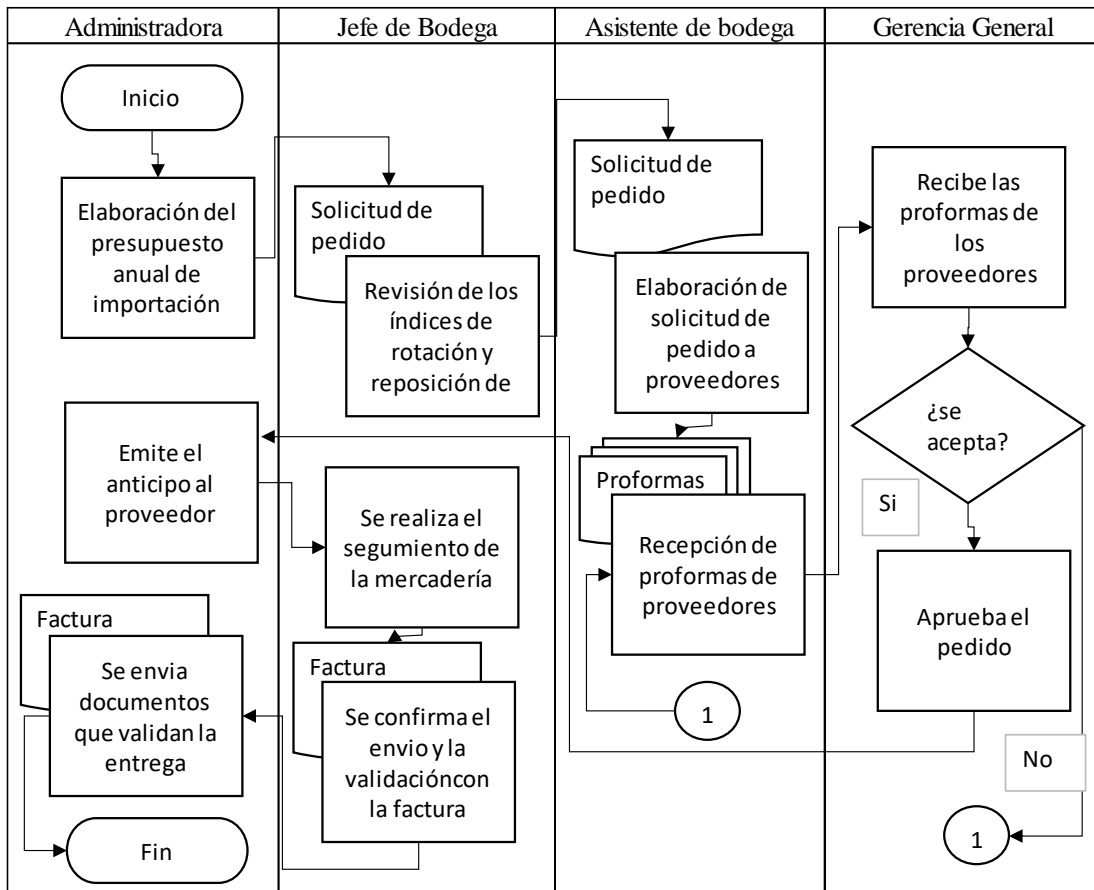 Administradora
Jefe de Bodega
Asistente de bodega
Gerencia General
Inicio
Elaboración del
presupuesto
anual de
importación
Solicitud de
pedido
Revisión de los
índices de
rotación y
reposición de
Solicitud de
pedido
Elaboración de
solicitud de
pedido a
proveedores
Proformas
Recepción de
proformas de
proveedores
1
Recibe las
proformas de
los
proveedores
¿se
acepta?
Si
Aprueba el
pedido
No
1
Emite el
anticipo al
proveedor
Se realiza el
segumiento de
la mercadería
Factura
Se confirma el
envio y la
validacióncon
la factura
Factura
Se envia
documentos
que validan la
entrega
Fin